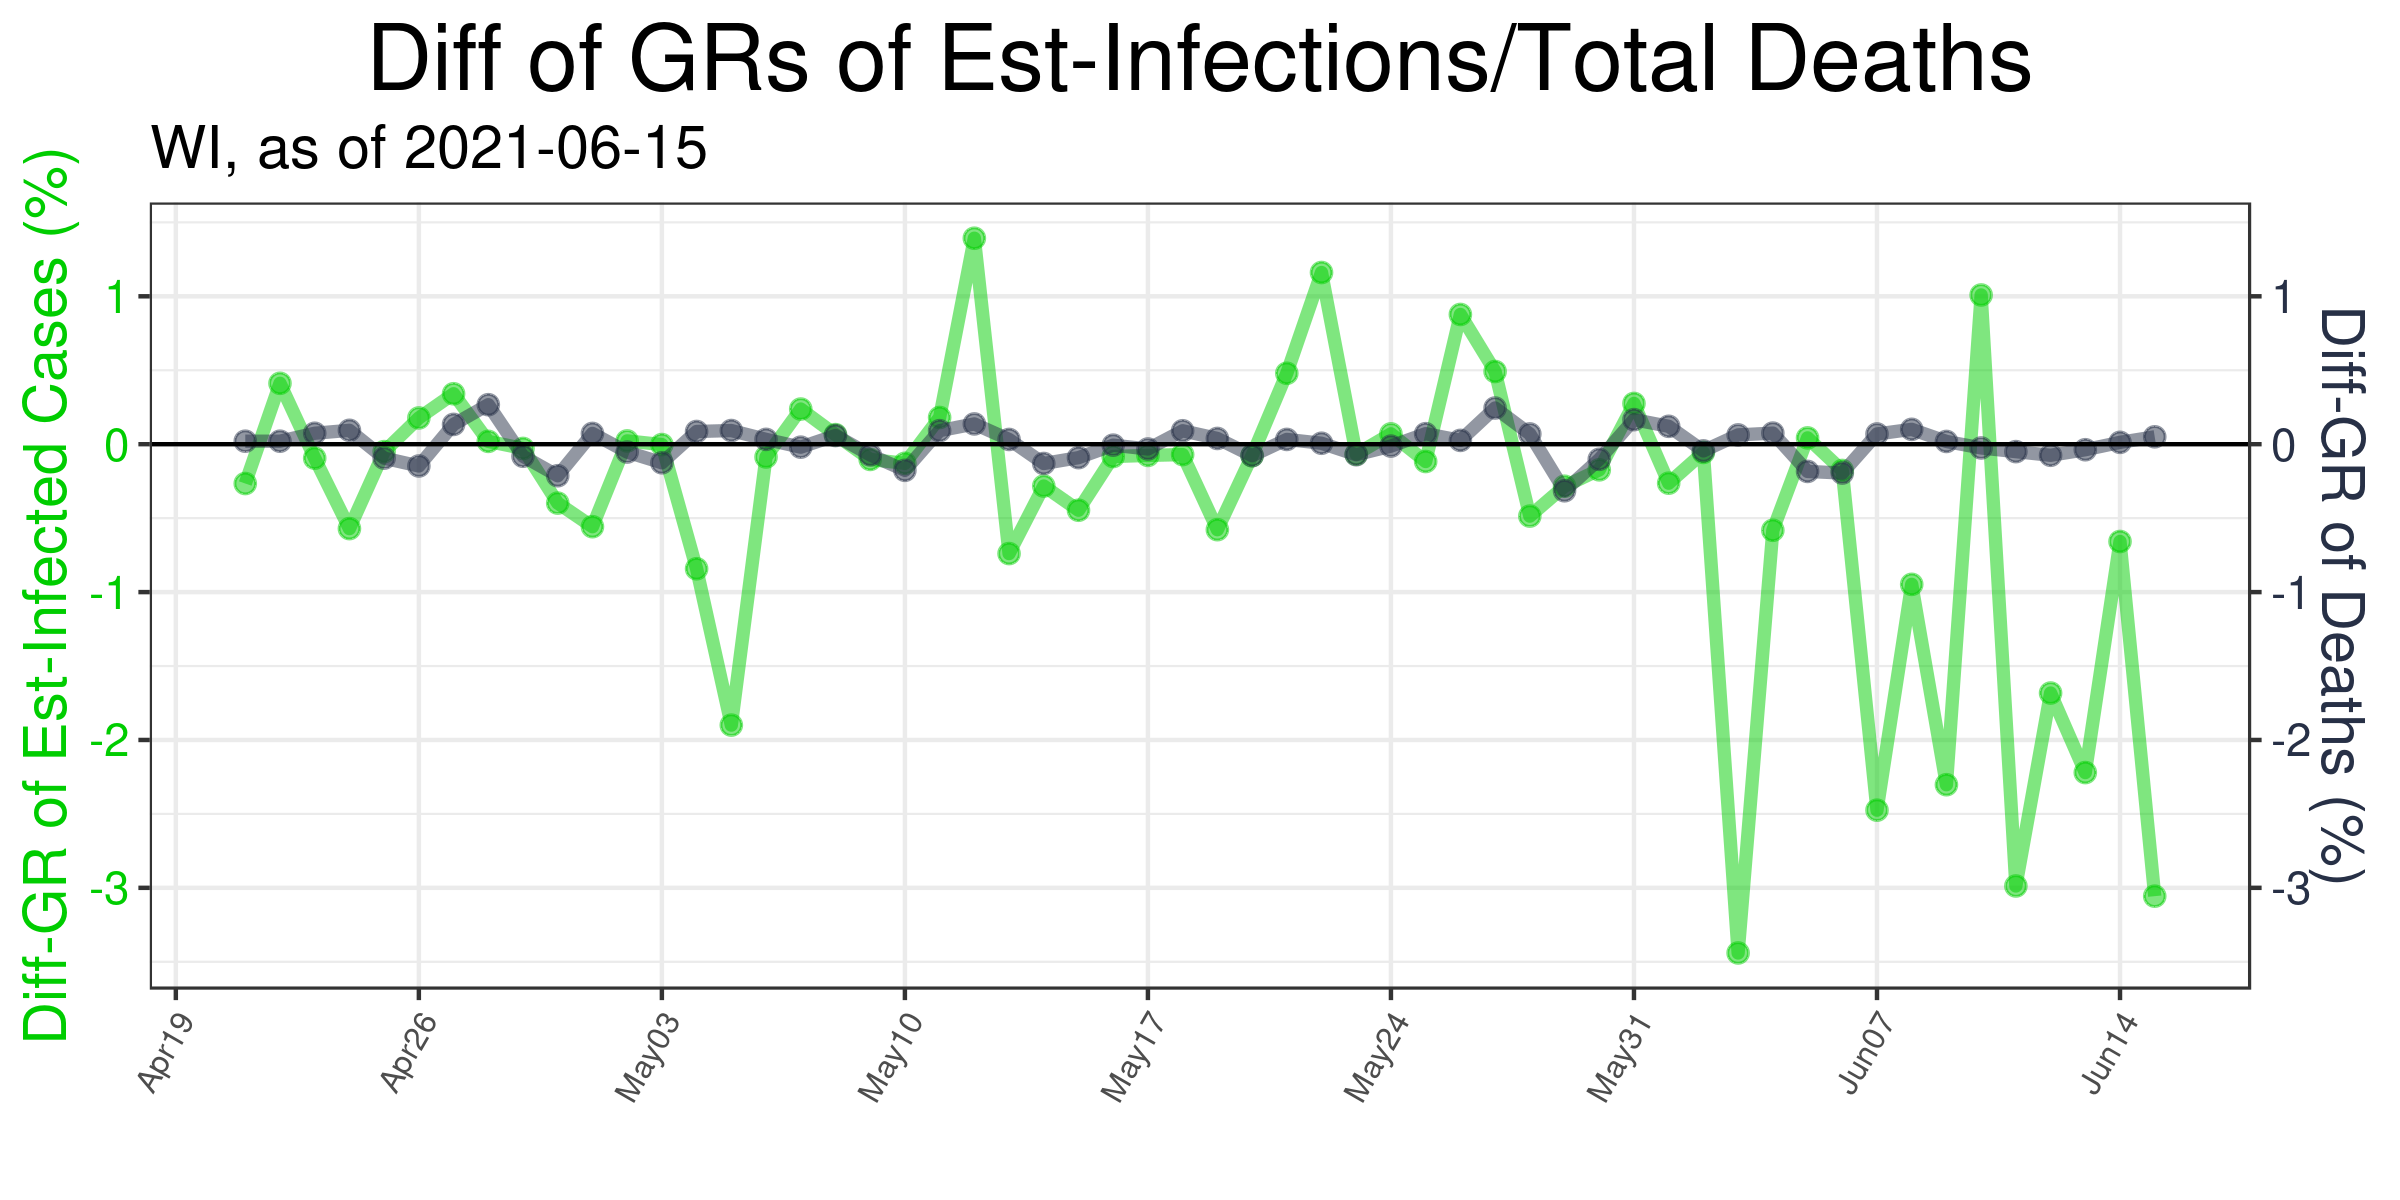 Diff of GRs of Est-Infections/Total Deaths
WI, as of 2021-06-15
Diff-GR of Est-Infected Cases (%)
1
0
-1
-2
-3
1
0
-1
-2
-3
Diff-GR of Deaths (%)
Apr19
Apr26
May03
May10
May17
May24
May31
Jun07
Jun14